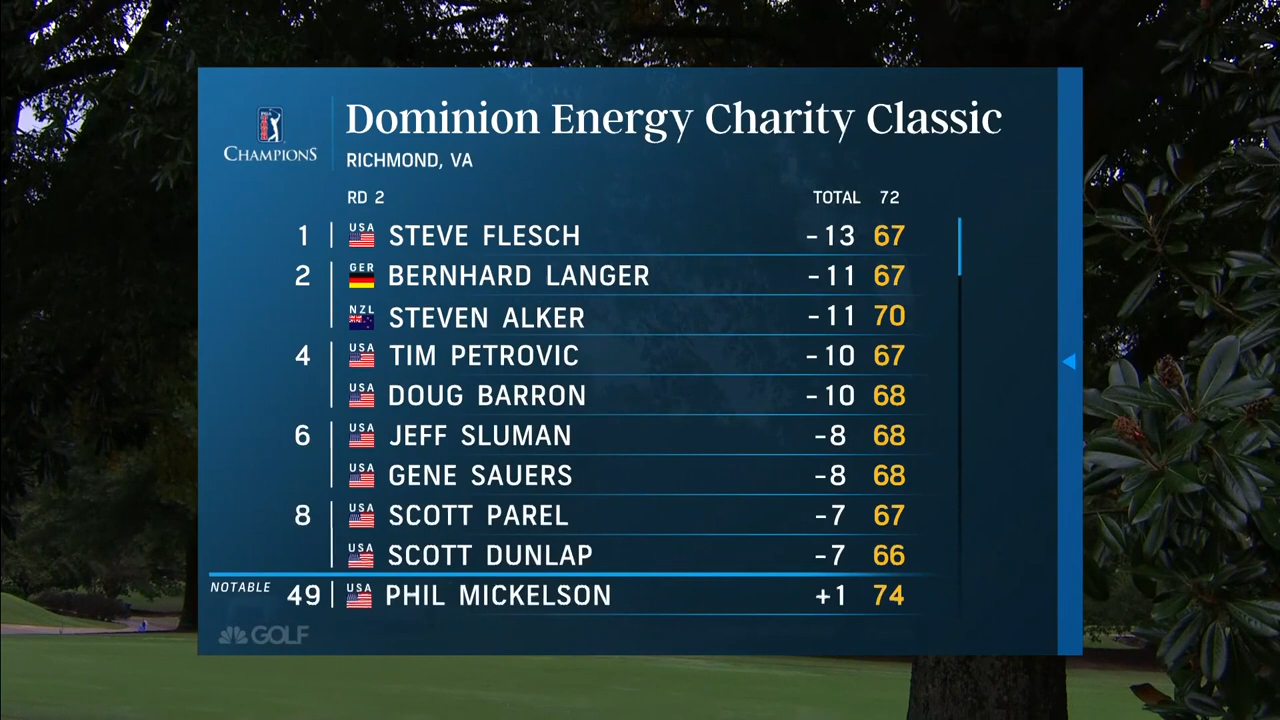 Dominion Energy Charity Classic
CHAMPIONS
RICHMOND, VA
RD 2 TOTAL 72
1 USA STEVE FLESCH -13 67
2 GER BERNHARD LANGER -11 67
NZL STEVEN ALKER -11 70
4 USA TIM PETROVIC -10 67
USA DOUG BARRON -10 68
6 USA JEFF SLUMAN -8 68
USA GENE SAUERS -8 68
8 USA SCOTT PAREL -7 67
USA SCOTT DUNLAP -7 66
NOTABLE 49 USA PHIL MICKELSON +1 74
GOLF